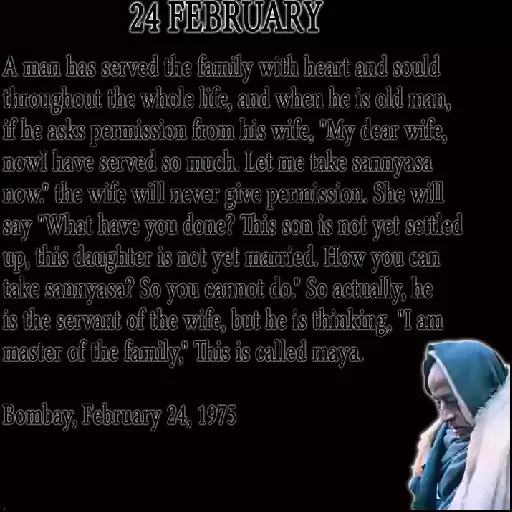 24 FEBRUARY
A man has served the family with heart and sould
throughout the whole life, and when he is old man,
if he asks permission from his wife, "My dear wife,
nowI have served so much. Let me take sannyasa
now." the wife will never give permission. She will
say "What have you done? This son is not yet settled
up, this daughter is not yet married. How you can
take sannyasa? So you cannot do." So actually, he
is the servant of the wife, but he is thinking, "I am
master of the family," This is called maya.
Bombay, February 24, 1975